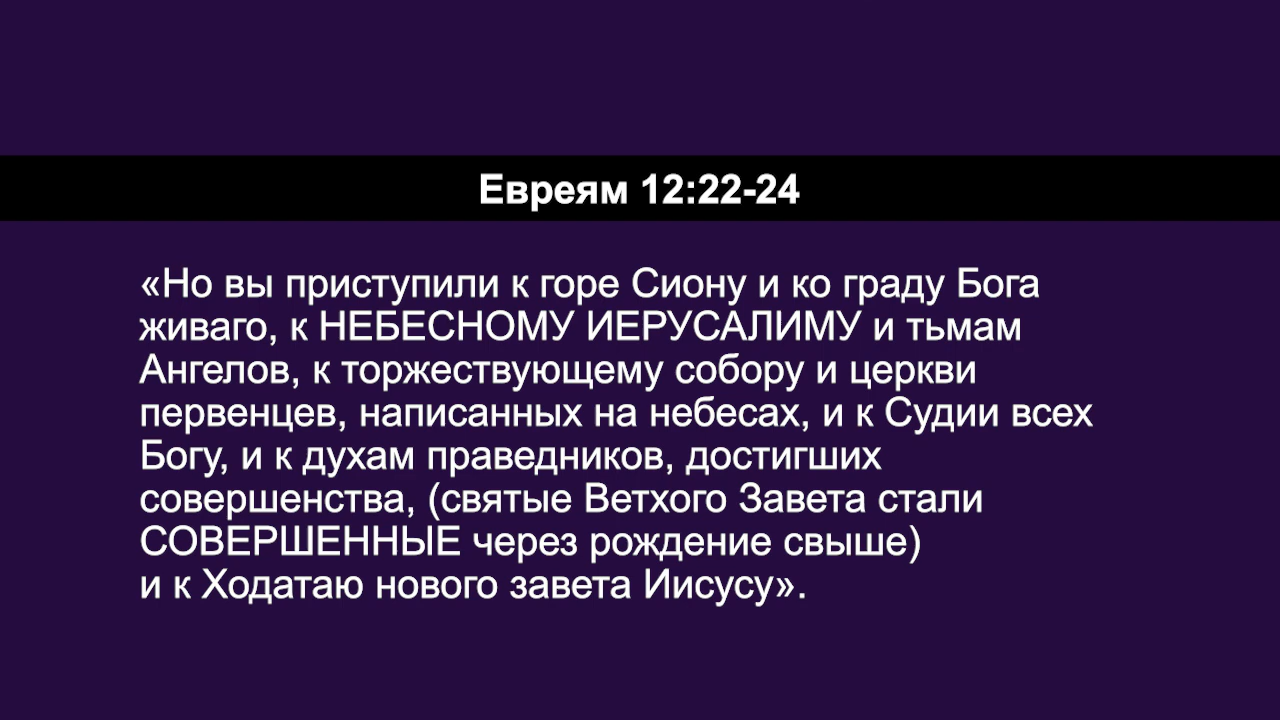 Евреям 12:22-24
«Но вы приступили к горе Сиону и ко граду Бога
живаго, к НЕБЕСНОМУ ИЕРУСАЛИМУ и тьмам
Ангелов, к торжествующему собору и церкви
первенцев, написанных на небесах, и к Судии всех
Богу, и к духам праведников, достигших
совершенства, (святые Ветхого Завета стали
СОВЕРШЕННЫЕ через рождение свыше)
и к Ходатаю нового завета Иисусу».